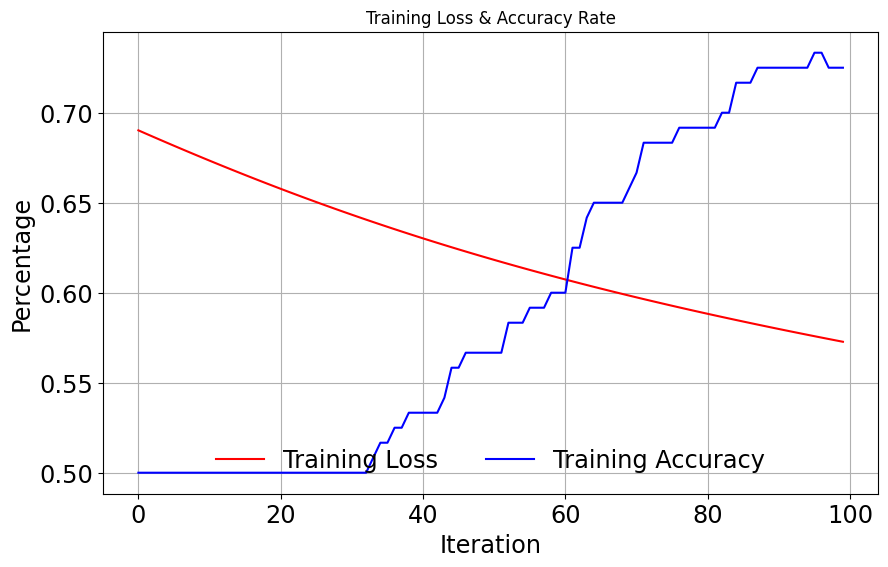 Training Loss & Accuracy Rate
0.70
0.65
0.60
0.55
0.50
Percentage
Training Loss Training Accuracy
0 20 40 60 80 100
Iteration